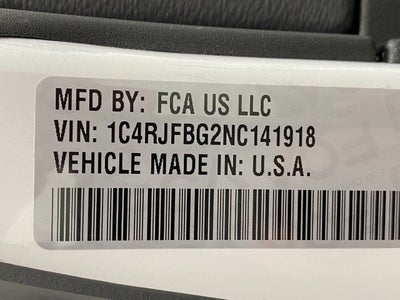 MFD BY: FCA US LLC
VIN: 1C4RJFBG2NC141918
VEHICLE MADE IN: U.S.A.